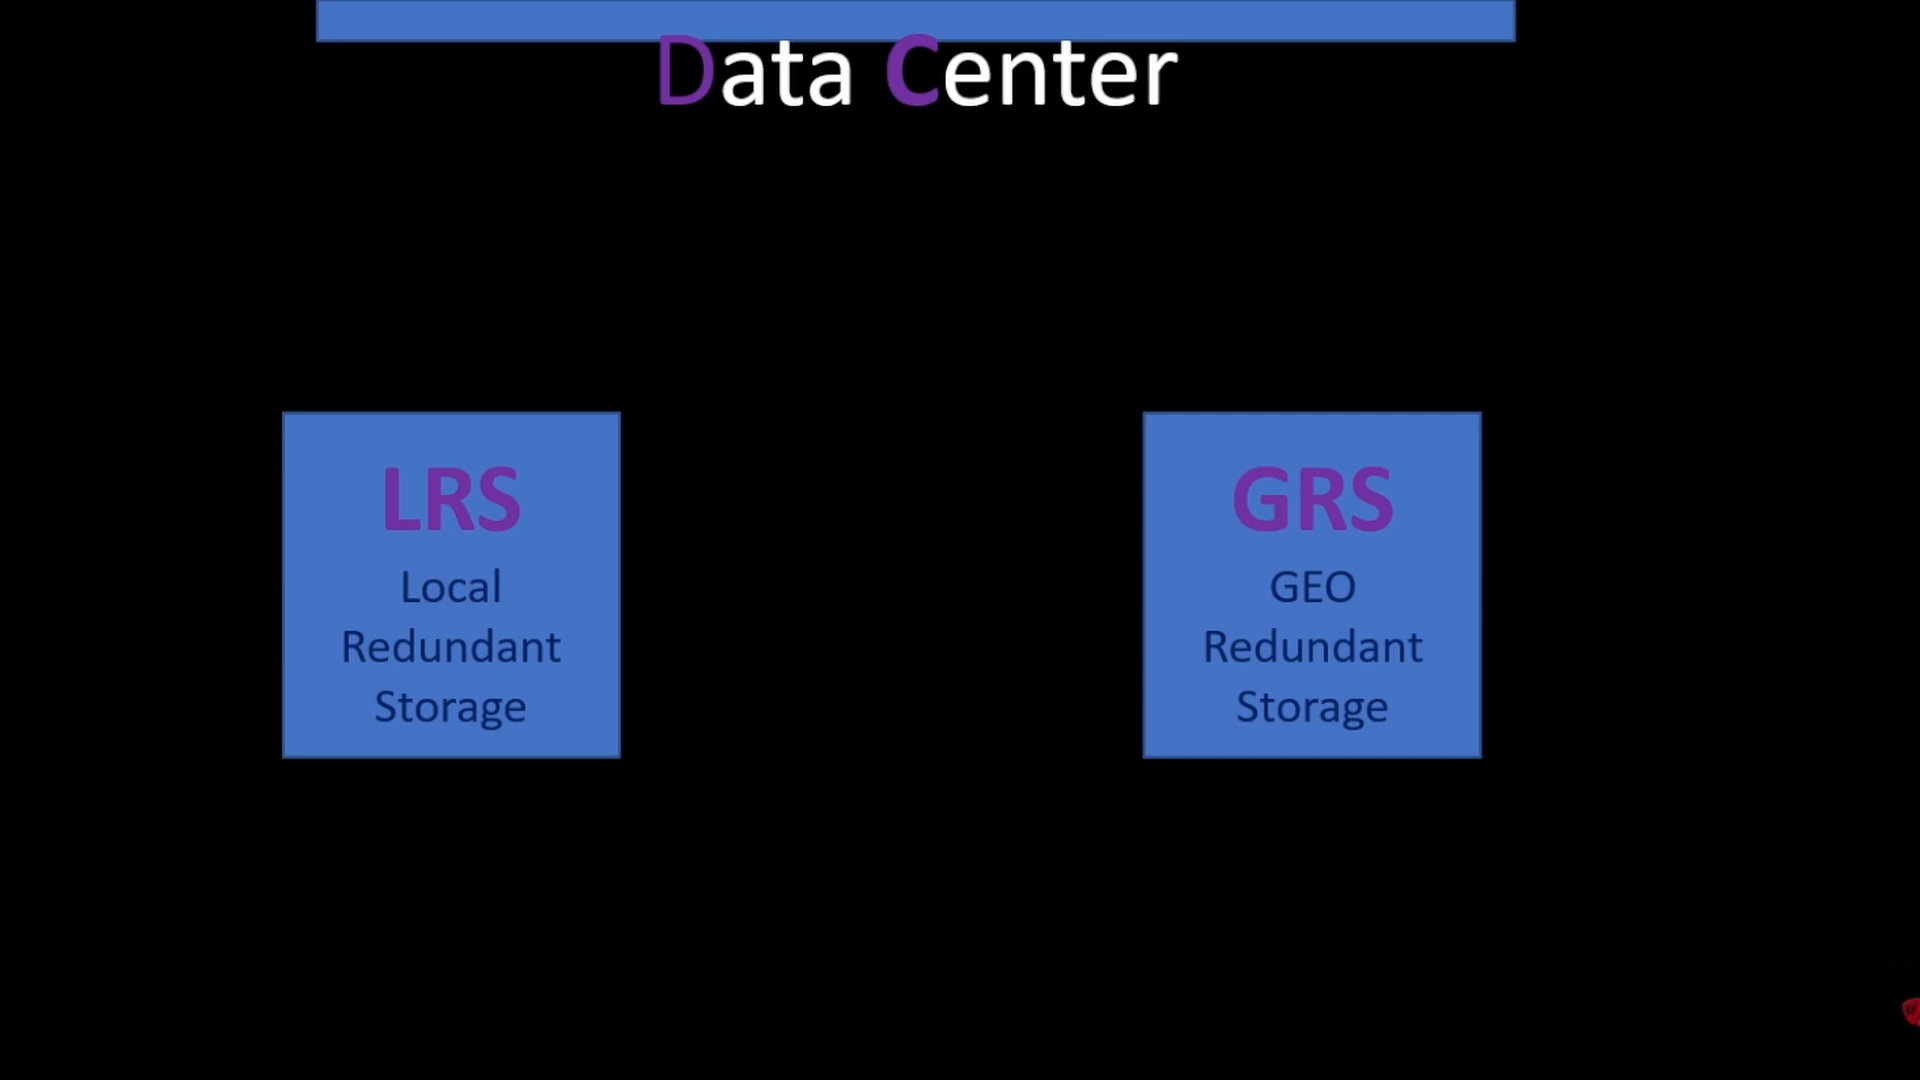 Data Center
LRS
Local
Redundant
Storage
GRS
GEO
Redundant
Storage